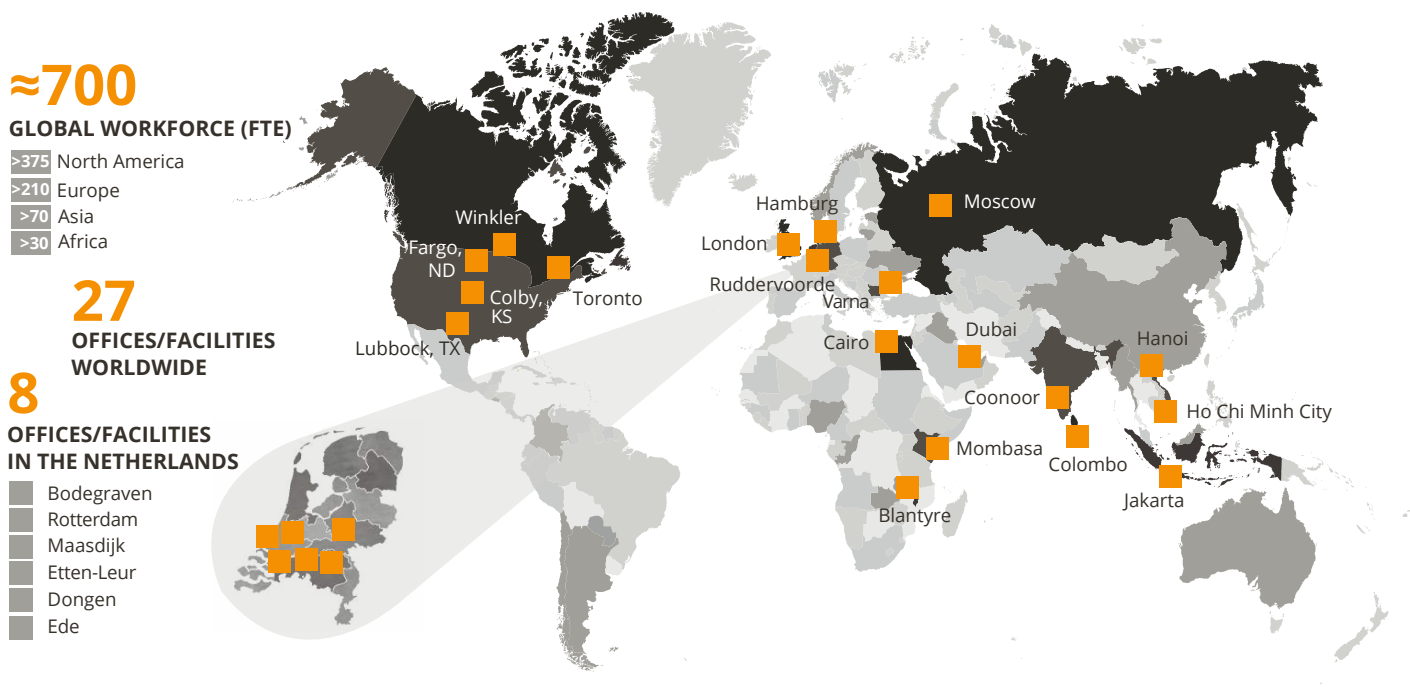 ≈700
GLOBAL WORKFORCE (FTE)
>375 North America
>210 Europe
>70 Asia
>30 Africa
27
OFFICES/FACILITIES
WORLDWIDE
8
OFFICES/FACILITIES
IN THE NETHERLANDS
Bodegraven
Rotterdam
Maasdijk
Etten-Leur
Dongen
Ede
Winkler
Fargo,
ND
Colby,
KS
Toronto
Lubbock, TX
Hamburg
London
Ruddervoorde
Varna
Moscow
Cairo
Dubai
Hanoi
Coonoor
Ho Chi Minh City
Colombo
Mombasa
Jakarta
Blantyre